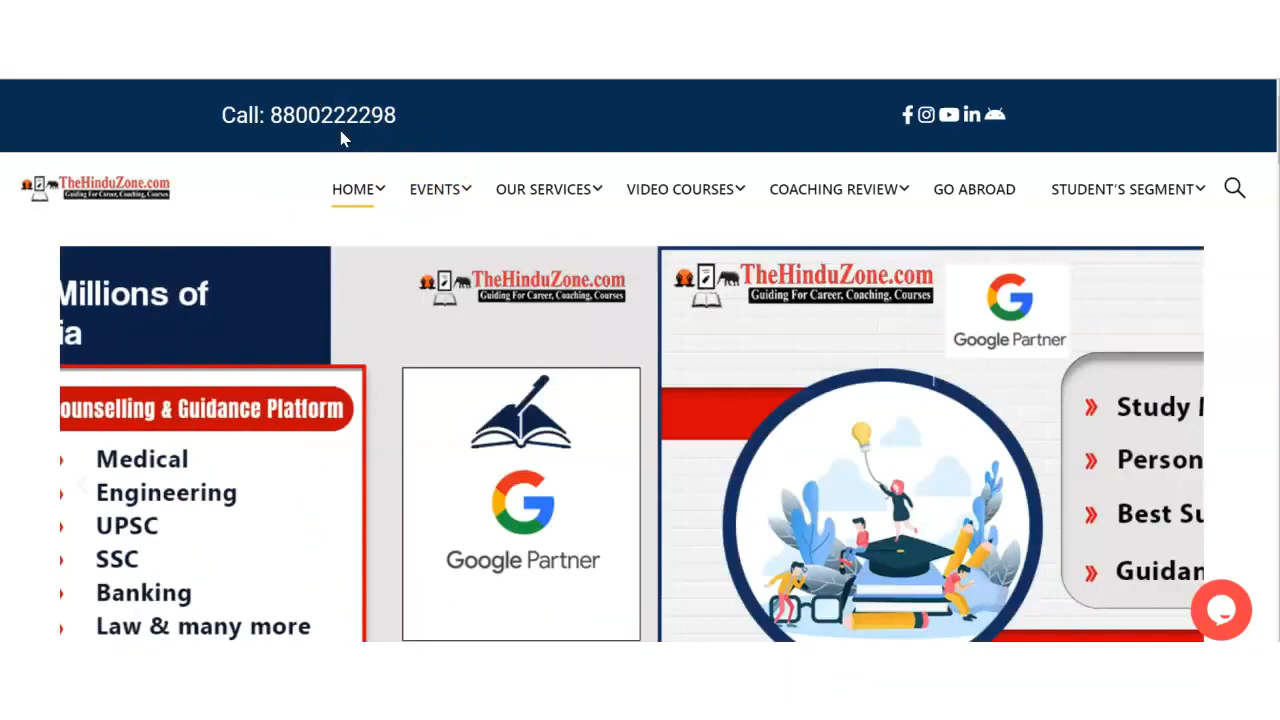 Call: 8800222298
TheHinduZone.com
Guiding For Career, Coaching, Courses
HOME EVENTS OUR SERVICES VIDEO COURSES COACHING REVIEW GO ABROAD STUDENT'S SEGMENT
Millions of
ia
ounselling & Guidance Platform
Medical
Engineering
UPSC
SSC
Banking
Law & many more
TheHinduZone.com
Guiding For Career, Coaching, Courses
Google Partner
TheHinduZone.com
Guiding For Career, Coaching, Courses
Google Partner
Study
Person
Best Su
Guidan